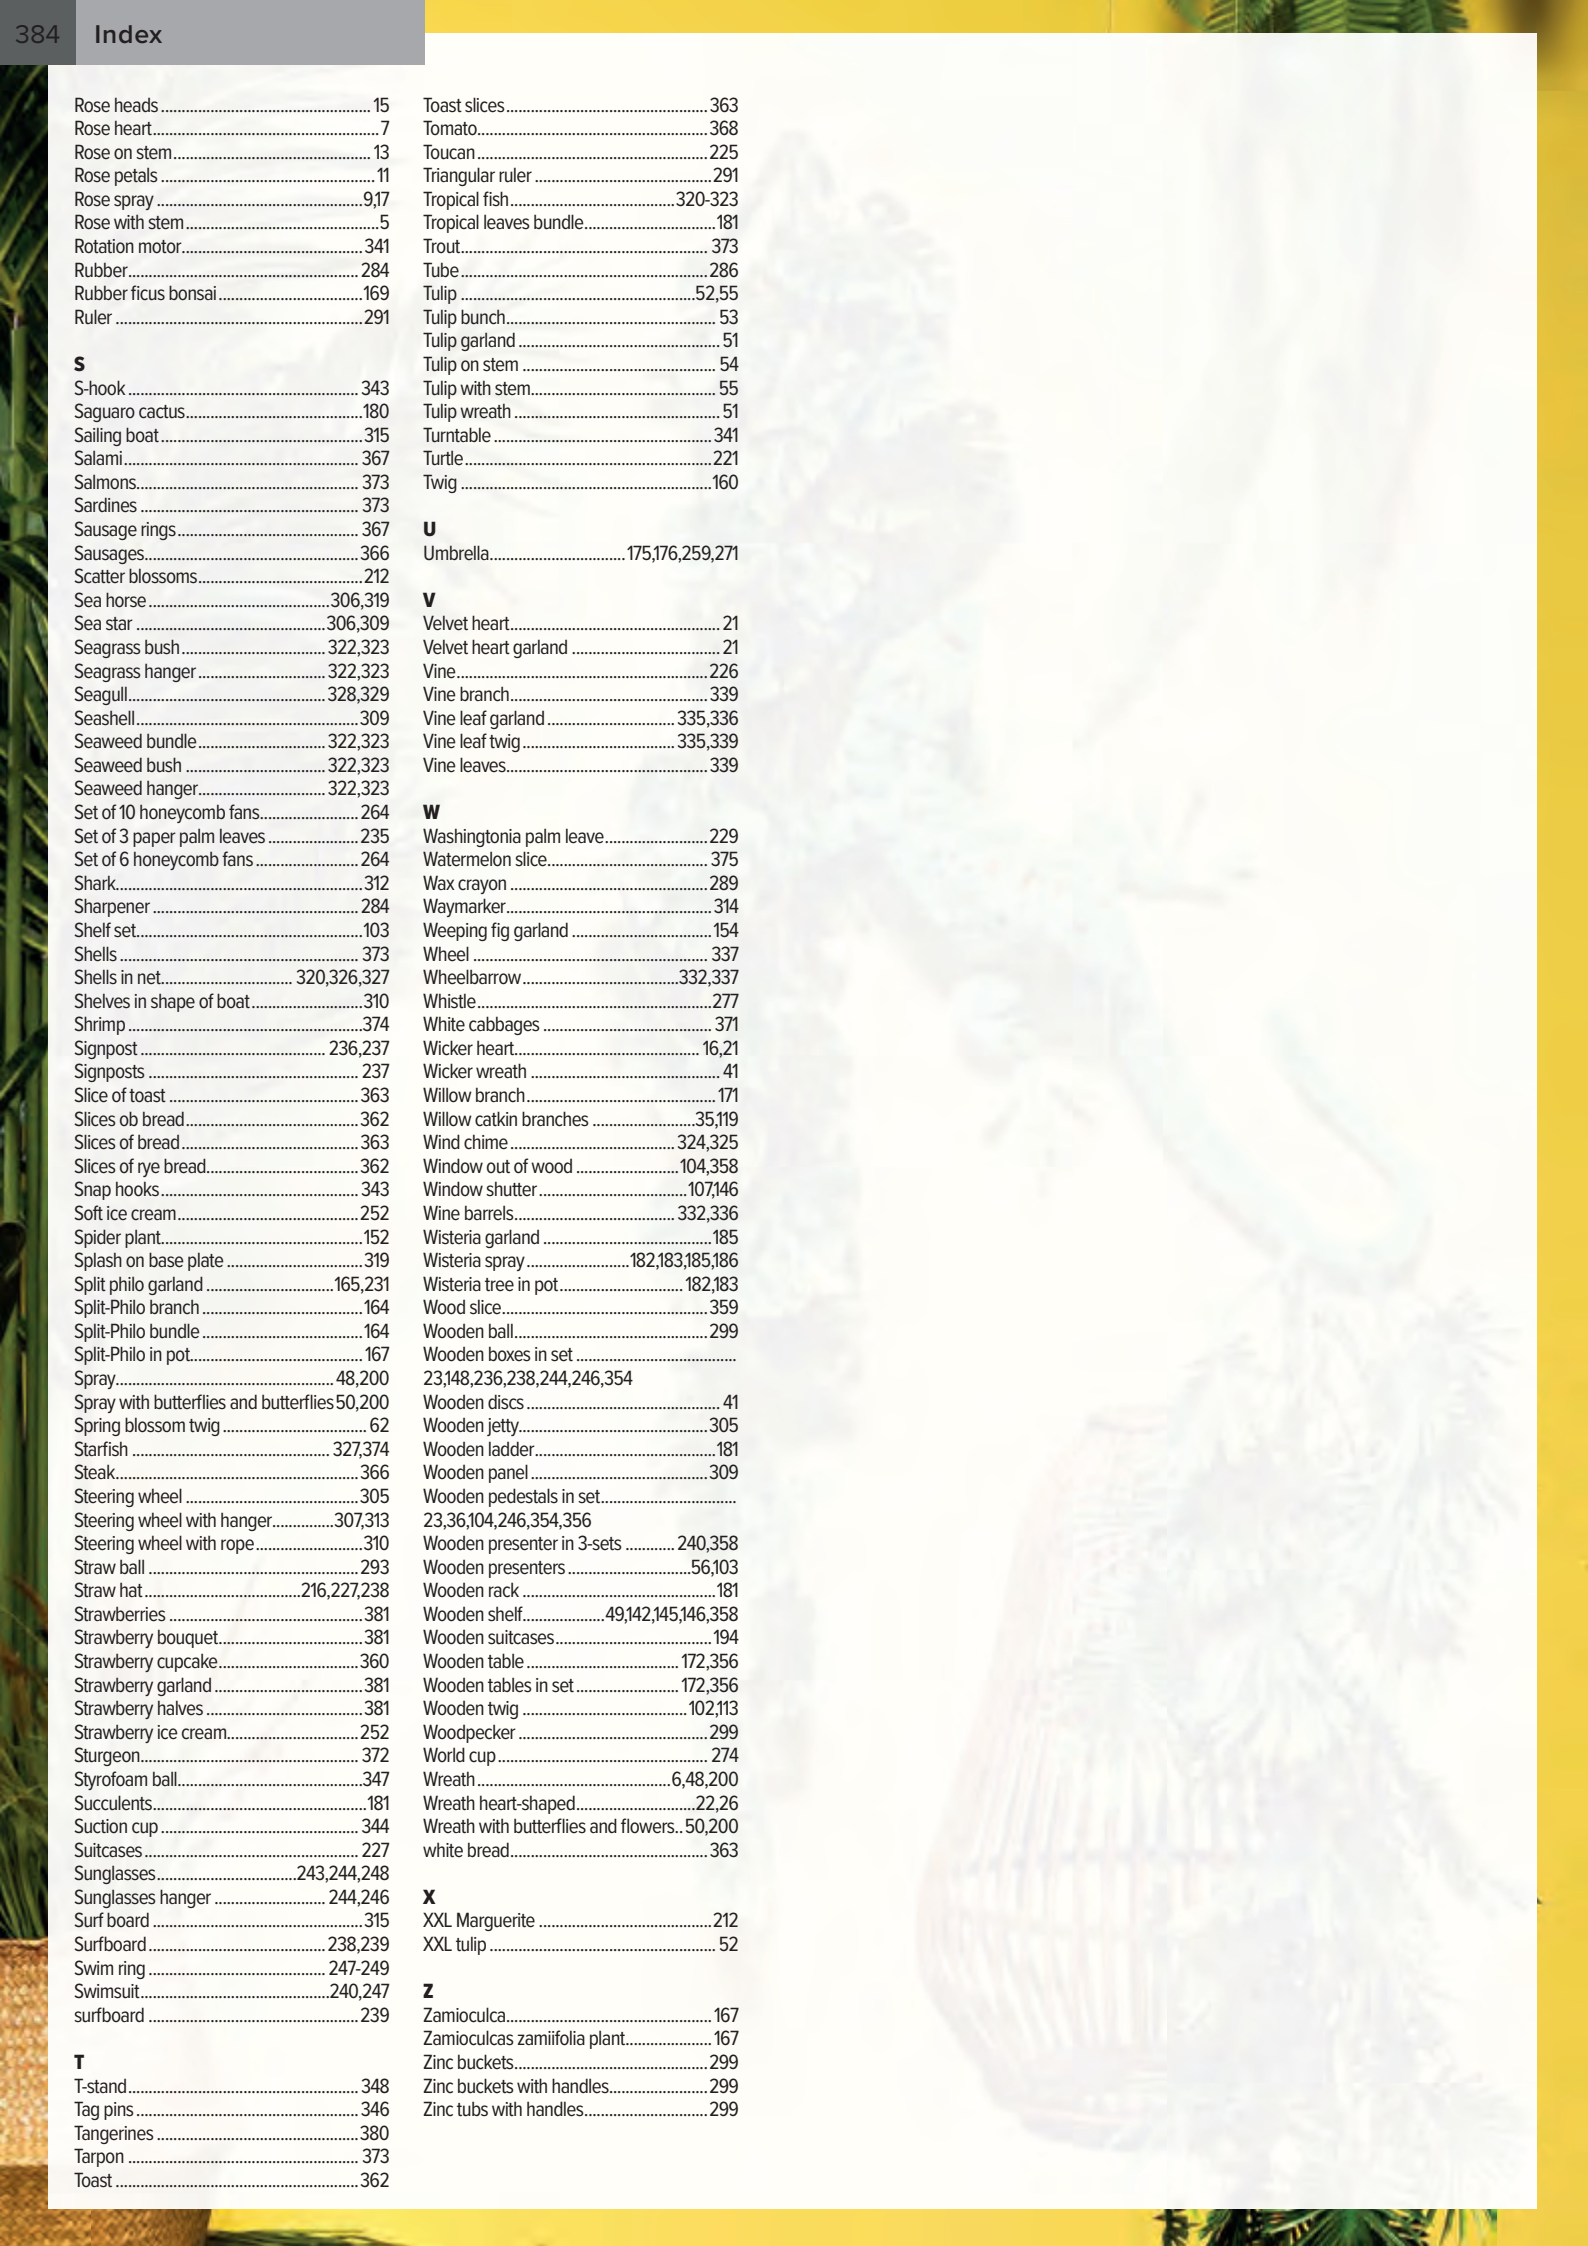 384 Index
Rose heads .................................................. 15
Rose heart...................................................... 7
Rose on stem................................................ 13
Rose petals .................................................... 11
Rose spray .................................................. 9,17
Rose with stem............................................... 5
Rotation motor............................................ 341
Rubber........................................................ 284
Rubber ficus bonsai................................... 169
Ruler ............................................................ 291
S
S-hook ........................................................ 343
Saguaro cactus........................................... 180
Sailing boat................................................. 315
Salami......................................................... 367
Salmons...................................................... 373
Sardines ..................................................... 373
Sausage rings............................................ 367
Sausages.................................................... 366
Scatter blossoms........................................ 212
Sea horse ............................................ 306,319
Sea star .............................................. 306,309
Seagrass bush................................... 322,323
Seagrass hanger............................... 322,323
Seagull................................................ 328,329
Seashell...................................................... 309
Seaweed bundle............................... 322,323
Seaweed bush .................................. 322,323
Seaweed hanger............................... 322,323
Set of 10 honeycomb fans........................ 264
Set of 3 paper palm leaves ...................... 235
Set of 6 honeycomb fans ......................... 264
Shark............................................................ 312
Sharpener .................................................. 284
Shelf set....................................................... 103
Shells .......................................................... 373
Shells in net................................ 320,326,327
Shelves in shape of boat........................... 310
Shrimp......................................................... 374
Signpost ............................................. 236,237
Signposts ................................................... 237
Slice of toast .............................................. 363
Slices ob bread.......................................... 362
Slices of bread........................................... 363
Slices of rye bread..................................... 362
Snap hooks................................................ 343
Soft ice cream............................................ 252
Spider plant................................................. 152
Splash on base plate ................................. 319
Split philo garland ............................... 165,231
Split-Philo branch ....................................... 164
Split-Philo bundle ....................................... 164
Split-Philo in pot.......................................... 167
Spray..................................................... 48,200
Spray with butterflies and butterflies 50,200
Spring blossom twig ................................... 62
Starfish ................................................ 327,374
Steak........................................................... 366
Steering wheel .......................................... 305
Steering wheel with hanger............... 307,313
Steering wheel with rope.......................... 310
Straw ball ................................................... 293
Straw hat...................................... 216,227,238
Strawberries ............................................... 381
Strawberry bouquet................................... 381
Strawberry cupcake.................................. 360
Strawberry garland .................................... 381
Strawberry halves ...................................... 381
Strawberry ice cream................................ 252
Sturgeon..................................................... 372
Styrofoam ball............................................. 347
Succulents.................................................... 181
Suction cup ................................................ 344
Suitcases .................................................... 227
Sunglasses.................................. 243,244,248
Sunglasses hanger ........................... 244,246
Surf board ................................................... 315
Surfboard........................................... 238,239
Swim ring ........................................... 247-249
Swimsuit.............................................. 240,247
surfboard ................................................... 239
T
T-stand........................................................ 348
Tag pins ...................................................... 346
Tangerines ................................................. 380
Tarpon ........................................................ 373
Toast ........................................................... 362
Toast slices................................................. 363
Tomato........................................................ 368
Toucan ........................................................ 225
Triangular ruler ........................................... 291
Tropical fish........................................ 320-323
Tropical leaves bundle................................ 181
Trout............................................................ 373
Tube ............................................................ 286
Tulip ......................................................... 52,55
Tulip bunch................................................... 53
Tulip garland ................................................. 51
Tulip on stem ............................................... 54
Tulip with stem............................................. 55
Tulip wreath .................................................. 51
Turntable ..................................................... 341
Turtle............................................................ 221
Twig ............................................................. 160
U
Umbrella................................. 175,176,259,271
V
Velvet heart................................................... 21
Velvet heart garland .................................... 21
Vine............................................................. 226
Vine branch................................................ 339
Vine leaf garland ............................... 335,336
Vine leaf twig ..................................... 335,339
Vine leaves................................................. 339
W
Washingtonia palm leave......................... 229
Watermelon slice....................................... 375
Wax crayon ................................................ 289
Waymarker.................................................. 314
Weeping fig garland .................................. 154
Wheel ......................................................... 337
Wheelbarrow...................................... 332,337
Whistle......................................................... 277
White cabbages ......................................... 371
Wicker heart............................................. 16,21
Wicker wreath .............................................. 41
Willow branch.............................................. 171
Willow catkin branches ......................... 35,119
Wind chime ........................................ 324,325
Window out of wood ......................... 104,358
Window shutter.................................... 107,146
Wine barrels....................................... 332,336
Wisteria garland ......................................... 185
Wisteria spray......................... 182,183,185,186
Wisteria tree in pot.............................. 182,183
Wood slice.................................................. 359
Wooden ball............................................... 299
Wooden boxes in set .......................................
23,148,236,238,244,246,354
Wooden discs ............................................... 41
Wooden jetty.............................................. 305
Wooden ladder............................................ 181
Wooden panel ........................................... 309
Wooden pedestals in set.................................
23,36,104,246,354,356
Wooden presenter in 3-sets ............ 240,358
Wooden presenters .............................. 56,103
Wooden rack ............................................... 181
Wooden shelf.................... 49,142,145,146,358
Wooden suitcases...................................... 194
Wooden table ..................................... 172,356
Wooden tables in set ......................... 172,356
Wooden twig ........................................ 102,113
Woodpecker .............................................. 299
World cup ................................................... 274
Wreath............................................... 6,48,200
Wreath heart-shaped............................. 22,26
Wreath with butterflies and flowers.. 50,200
white bread................................................ 363
X
XXL Marguerite .......................................... 212
XXL tulip ....................................................... 52
Z
Zamioculca.................................................. 167
Zamioculcas zamiifolia plant..................... 167
Zinc buckets............................................... 299
Zinc buckets with handles........................ 299
Zinc tubs with handles.............................. 299